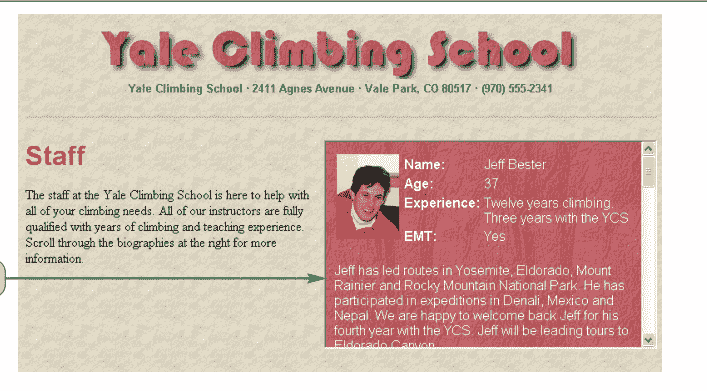 Yale Climbing School
Yale Climbing School · 2411 Agnes Avenue · Vale Park, CO 80517 · (970) 555-2341
Staff
The staff at the Yale Climbing School is here to help with
all of your climbing needs. All of our instructors are fully
qualified with years of climbing and teaching experience.
Scroll through the biographies at the right for more
information.
Name: Jeff Bester
Age: 37
Experience: Twelve years climbing.
Three years with the YCS
EMT: Yes
Jeff has led routes in Yosemite, Eldorado, Mount
Rainier and Rocky Mountain National Park. He has
participated in expeditions in Denali, Mexico and
Nepal. We are happy to welcome back Jeff for his
fourth year with the YCS. Jeff will be leading tours to
Eldorado Canyon